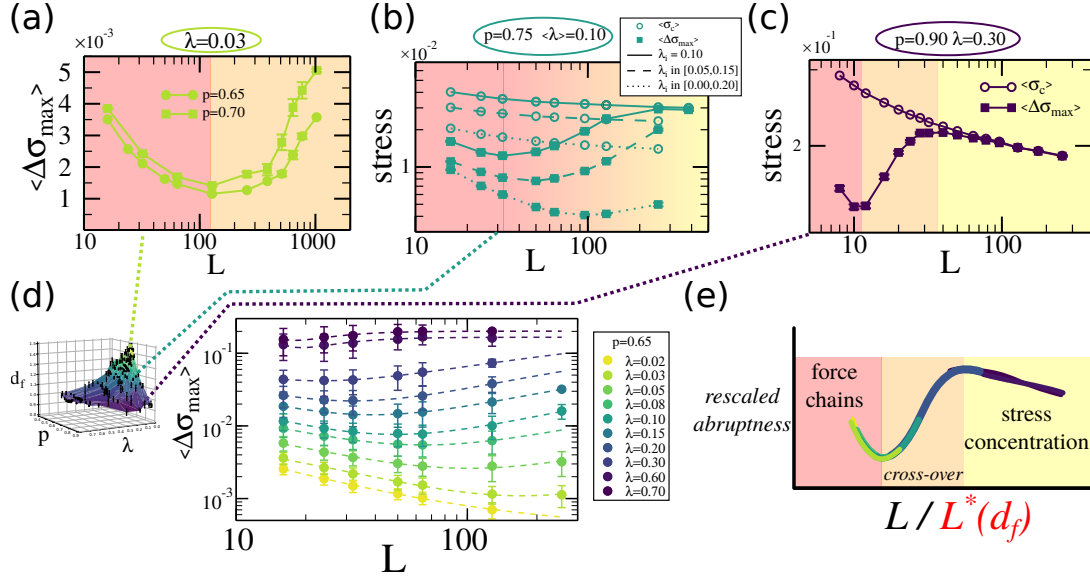 (a)
λ=0.03
×10⁻³
5
4
3
2
1
<Δσmax>
p=0.65
p=0.70
10
100
1000
L
(b)
p=0.75 <λ>=0.10
×10⁻²
1
stress
<σc>
<Δσmax>
λi = 0.10
λi in [0.05,0.15]
λi in [0.00,0.20]
10
100
L
(c)
p=0.90 λ=0.30
×10⁻¹
2
stress
<σc>
<Δσmax>
10
100
L
(d)
df
p
λ
10⁻¹
10⁻²
10⁻³
<Δσmax>
10
100
L
p=0.65
λ=0.02
λ=0.03
λ=0.05
λ=0.08
λ=0.10
λ=0.15
λ=0.20
λ=0.30
λ=0.60
λ=0.70
(e)
rescaled
abruptness
force
chains
cross-over
stress
concentration
L / L*(df)